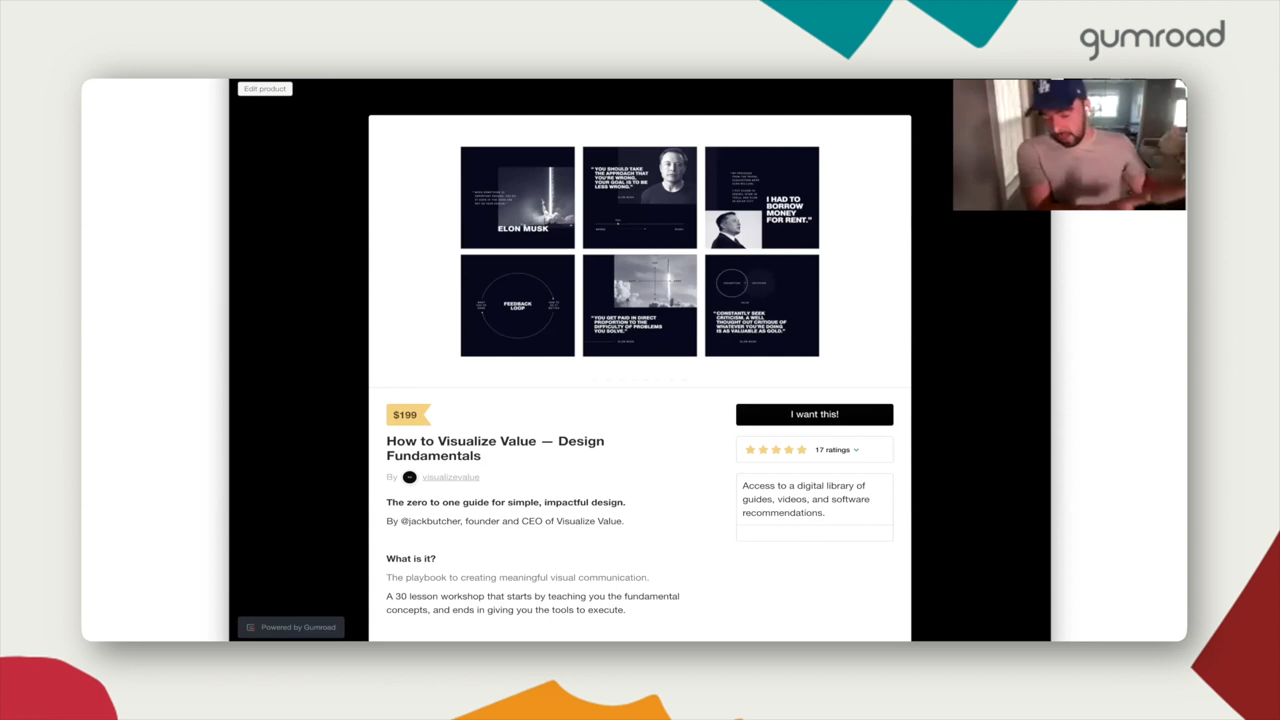 gumroad
Edit product
ELON MUSK
“YOU SHOULD TAKE
THE APPROACH THAT
YOU'RE WRONG.
YOUR GOAL IS TO BE
LESS WRONG.”
ELON MUSK
I HAD TO
BORROW
MONEY
FOR RENT.”
FEEDBACK
LOOP
“YOU GET PAID IN DIRECT
PROPORTION TO THE
DIFFICULTY OF PROBLEMS
YOU SOLVE.”
ELON MUSK
“CONSTANTLY SEEK
CRITICISM. A WELL
THOUGHT OUT CRITIQUE OF
WHATEVER YOU'RE DOING
IS AS VALUABLE AS GOLD.”
ELON MUSK
$199
I want this!
How to Visualize Value — Design
Fundamentals
17 ratings
By visualizevalue
Access to a digital library of
guides, videos, and software
recommendations.
The zero to one guide for simple, impactful design.
By @jackbutcher, founder and CEO of Visualize Value.
What is it?
The playbook to creating meaningful visual communication.
A 30 lesson workshop that starts by teaching you the fundamental
concepts, and ends in giving you the tools to execute.
Powered by Gumroad